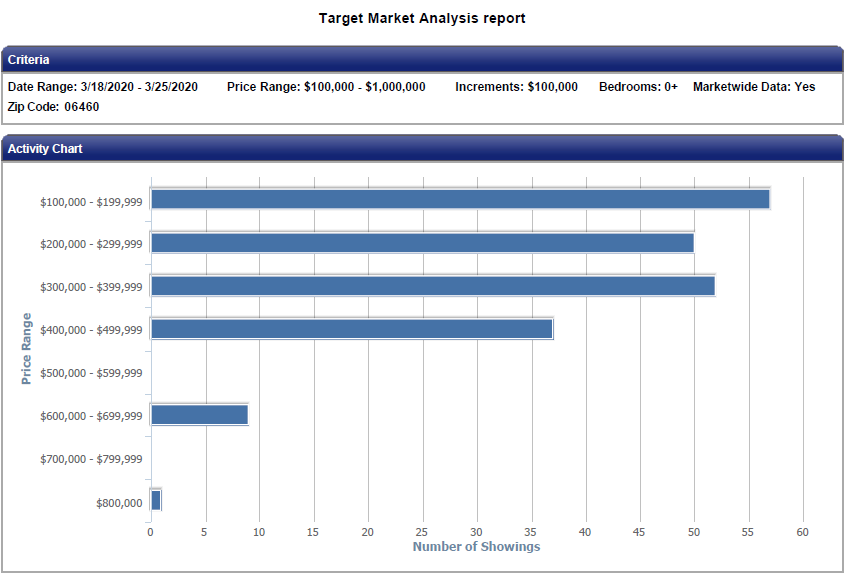 Target Market Analysis report
Criteria
Date Range: 3/18/2020 - 3/25/2020 Price Range: $100,000 - $1,000,000 Increments: $100,000 Bedrooms: 0+ Marketwide Data: Yes
Zip Code: 06460
Activity Chart
Price Range
$100,000 - $199,999
$200,000 - $299,999
$300,000 - $399,999
$400,000 - $499,999
$500,000 - $599,999
$600,000 - $699,999
$700,000 - $799,999
$800,000
0 5 10 15 20 25 30 35 40 45 50 55 60
Number of Showings